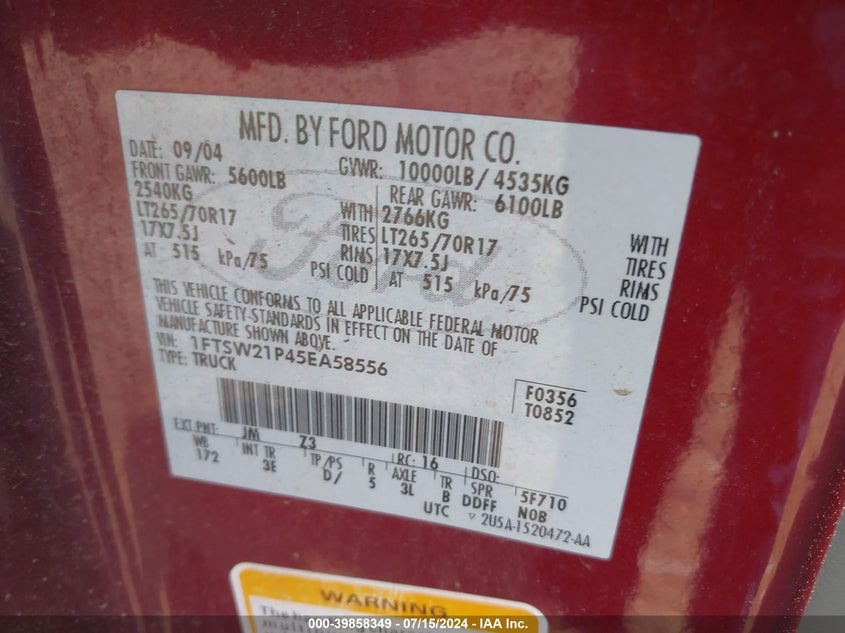 MFD. BY FORD MOTOR CO.
DATE: 09/04 GVWR: 10000LB/ 4535KG
FRONT GAWR: 5600LB REAR GAWR: 6100LB
2540KG WITH 2766KG WITH
LT265/70R17 TIRES LT265/70R17 TIRES
17X7.5J RIMS 17X7.5J RIMS
AT 515 kPa/75 PSI COLD AT 515 kPa/75 PSI COLD
Ford
THIS VEHICLE CONFORMS TO ALL APPLICABLE FEDERAL MOTOR
VEHICLE SAFETY-STANDARDS IN EFFECT ON THE DATE OF
MANUFACTURE SHOWN ABOVE.
VIN: 1FTSW21P45EA58556
TYPE: TRUCK
F0356
T0852
EXT PNT: JM Z3 RC: 16 DSO:
WB INT TR TP/PS R AXLE TR SPR 5F710
172 3E D/ 5 3L B DDFF N0B
UTC 2U5A-1520472-AA
WARNING
000-39858349 - 07/15/2024 - IAA Inc.